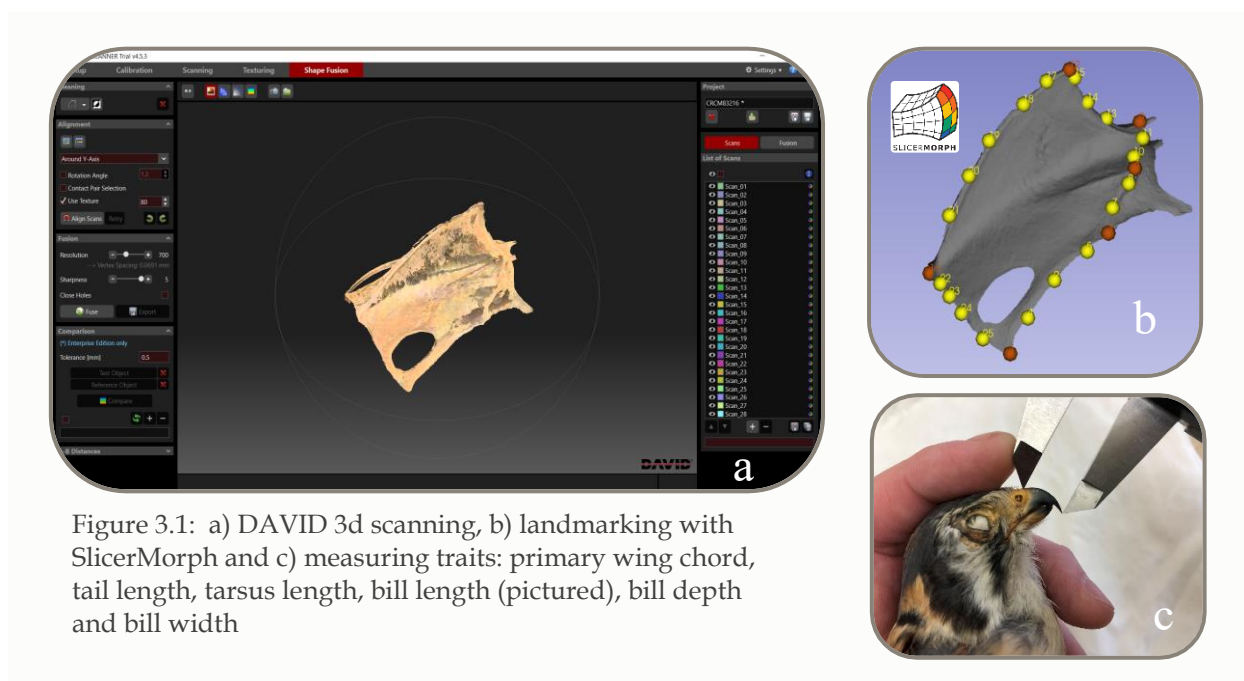 SCANNER Trial v4.5.3
Calibration
Scanning
Texturing
Shape Fusion
Settings
Alignment
Around Y-Axis
Rotation Angle
Contact Pair Selection
Use Texture
80
Align Scans
Retry
Fusion
Resolution
700
Sharpness
5
Close Holes
Fuse
Export
Comparison
(*) Enterprise Edition only
Tolerance [mm]
0.5
Test Object
Reference Object
Compare
DAVID
Project
CRCM83216 *
Scans
Fusion
List of Scans
Scan_01
Scan_02
Scan_03
Scan_04
Scan_05
Scan_06
Scan_07
Scan_08
Scan_09
Scan_10
Scan_11
Scan_12
Scan_13
Scan_14
Scan_15
Scan_16
Scan_17
Scan_18
Scan_19
Scan_20
Scan_21
Scan_22
Scan_23
Scan_24
Scan_25
Scan_26
Scan_27
Scan_28
a
SLICERMORPH
b
c
Figure 3.1: a) DAVID 3d scanning, b) landmarking with
SlicerMorph and c) measuring traits: primary wing chord,
tail length, tarsus length, bill length (pictured), bill depth
and bill width